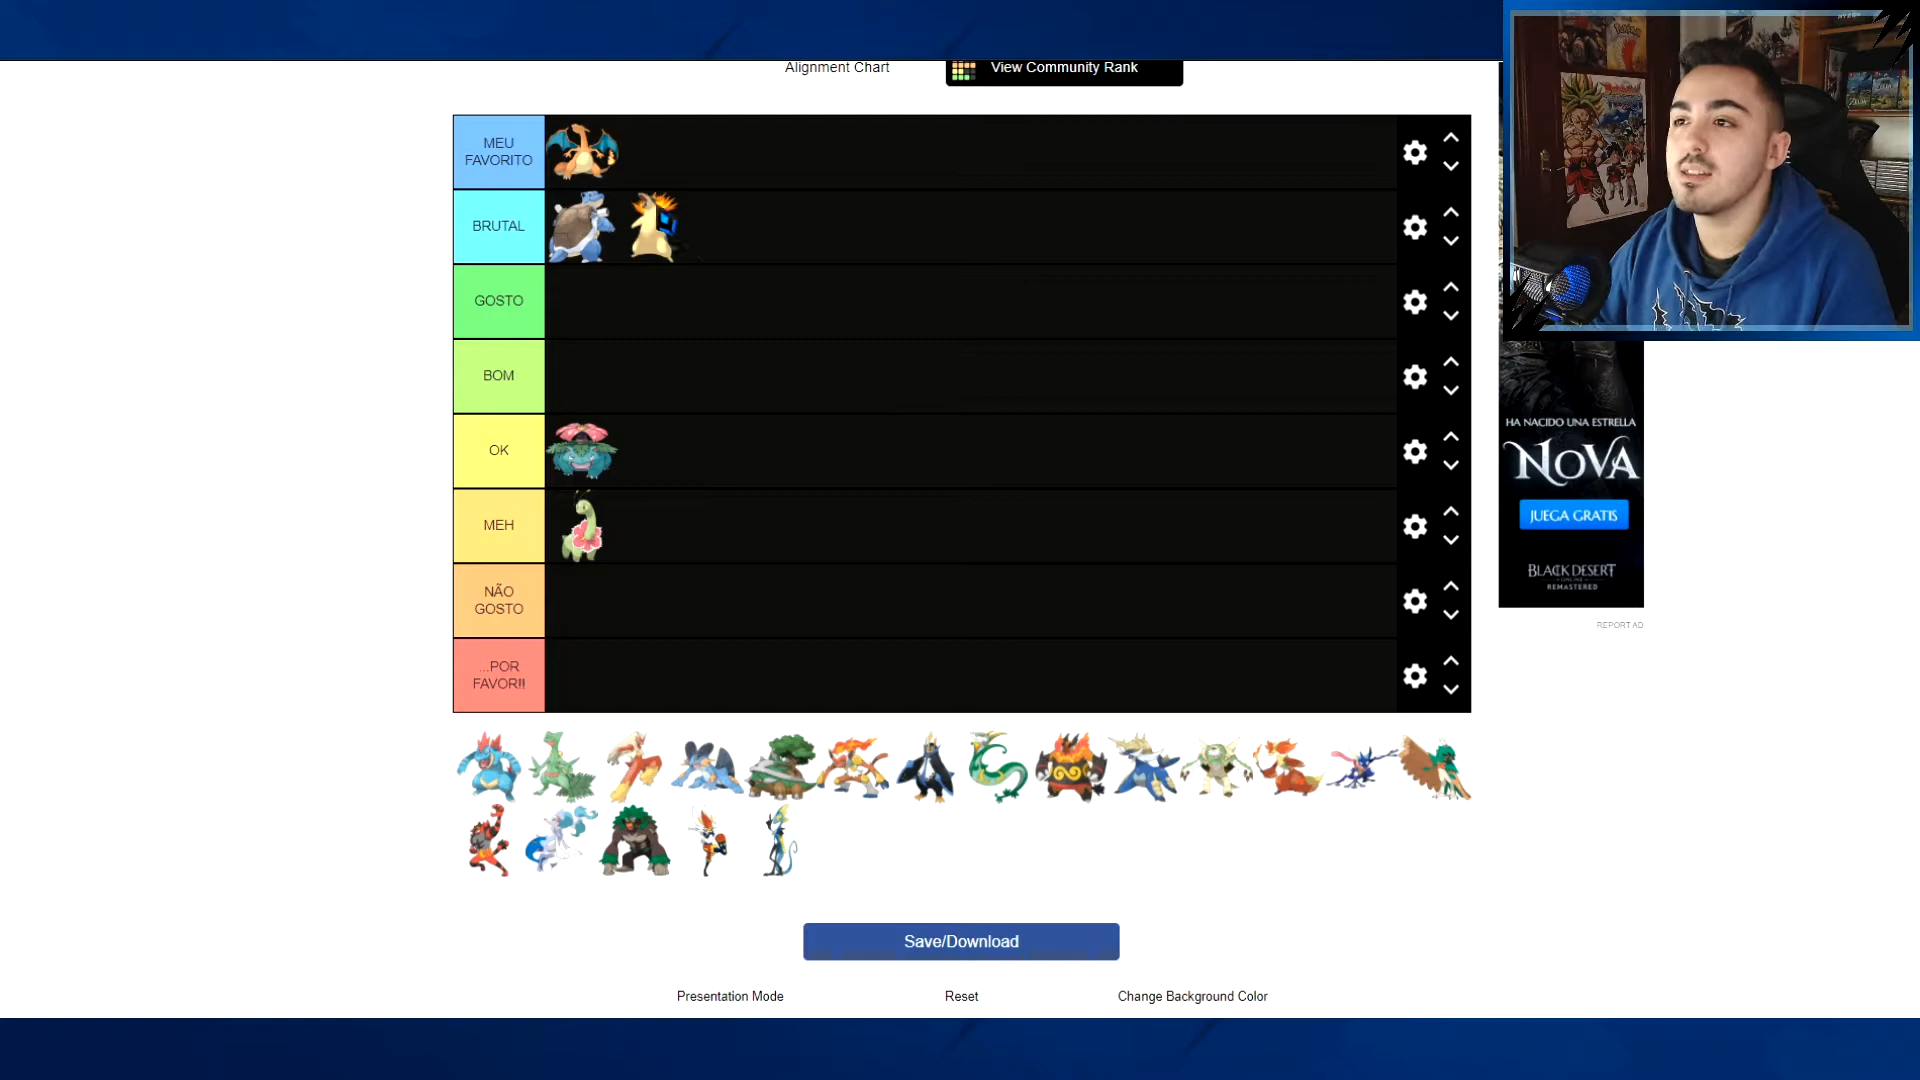 Alignment Chart
View Community Rank
MEU
FAVORITO
BRUTAL
GOSTO
BOM
OK
MEH
NÃO
GOSTO
...POR
FAVOR!!
HA NACIDO UNA ESTRELLA
NOVA
JUEGA GRATIS
BLACK DESERT
ONLINE
REMASTERED
REPORT AD
Save/Download
Presentation Mode
Reset
Change Background Color